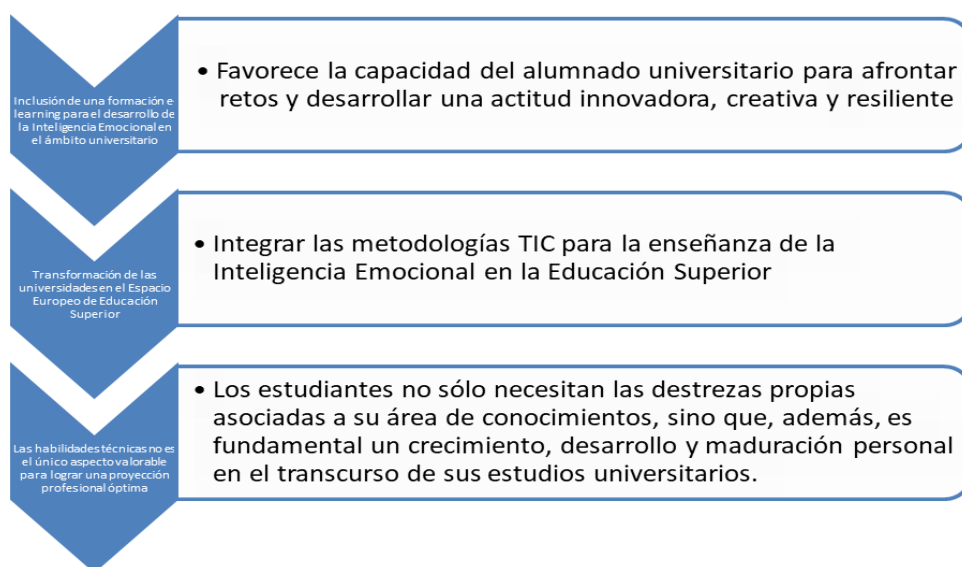 Inclusión de una formación e-
learning para el desarrollo de
la Inteligencia Emocional en
el ámbito universitario
• Favorece la capacidad del alumnado universitario para afrontar
retos y desarrollar una actitud innovadora, creativa y resiliente
Transformación de las
universidades en el Espacio
Europeo de Educación
Superior
• Integrar las metodologías TIC para la enseñanza de la
Inteligencia Emocional en la Educación Superior
Las habilidades técnicas no es
el único aspecto valorable
para lograr una proyección
profesional óptima
• Los estudiantes no sólo necesitan las destrezas propias
asociadas a su área de conocimientos, sino que, además, es
fundamental un crecimiento, desarrollo y maduración personal
en el transcurso de sus estudios universitarios.